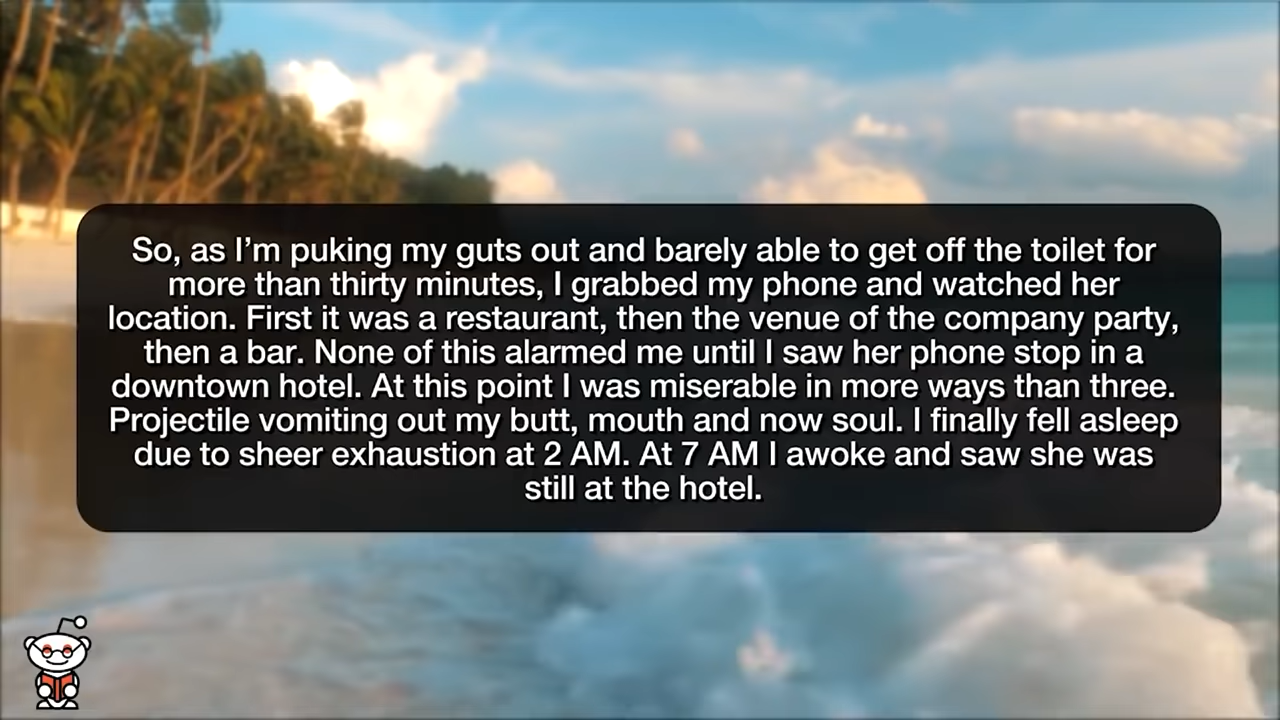 So, as I’m puking my guts out and barely able to get off the toilet for
more than thirty minutes, I grabbed my phone and watched her
location. First it was a restaurant, then the venue of the company party,
then a bar. None of this alarmed me until I saw her phone stop in a
downtown hotel. At this point I was miserable in more ways than three.
Projectile vomiting out my butt, mouth and now soul. I finally fell asleep
due to sheer exhaustion at 2 AM. At 7 AM I awoke and saw she was
still at the hotel.